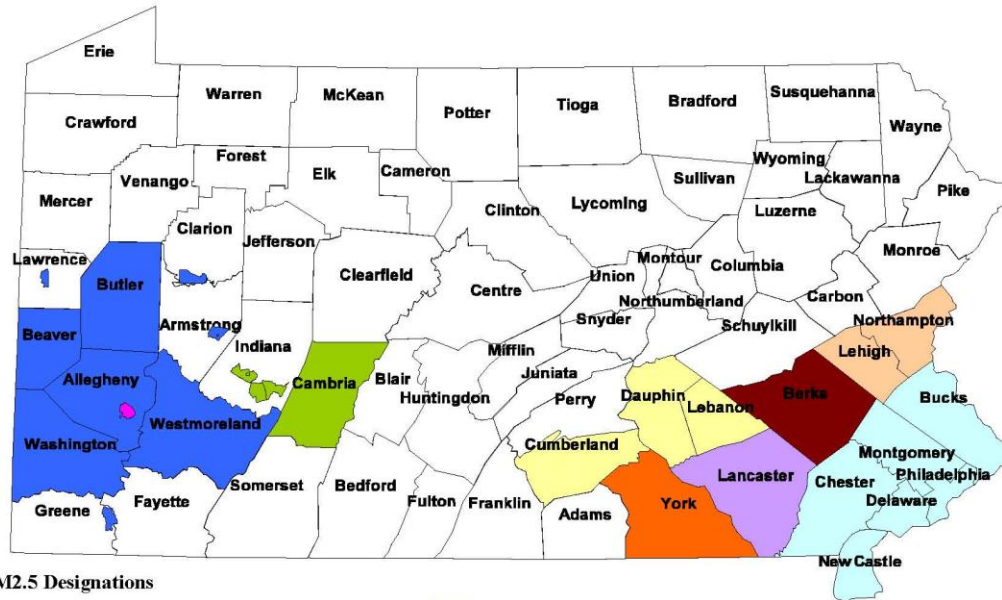 Erie
Warren
McKean
Potter
Tioga
Bradford
Susquehanna
Wayne
Crawford
Forest
Elk
Cameron
Wyoming
Lackawanna
Sullivan
Pike
Venango
Mercer
Clarion
Jefferson
Clinton
Lycoming
Luzerne
Lawrence
Butler
Clearfield
Centre
Union
Montour
Columbia
Monroe
Northumberland
Carbon
Beaver
Armstrong
Snyder
Schuylkill
Northampton
Indiana
Mifflin
Lehigh
Allegheny
Cambria
Blair
Juniata
Huntingdon
Perry
Dauphin
Lebanon
Berks
Bucks
Washington
Westmoreland
Cumberland
Montgomery
Philadelphia
Lancaster
Chester
Delaware
Greene
Fayette
Somerset
Bedford
Fulton
Franklin
Adams
York
New Castle
M2.5 Designations